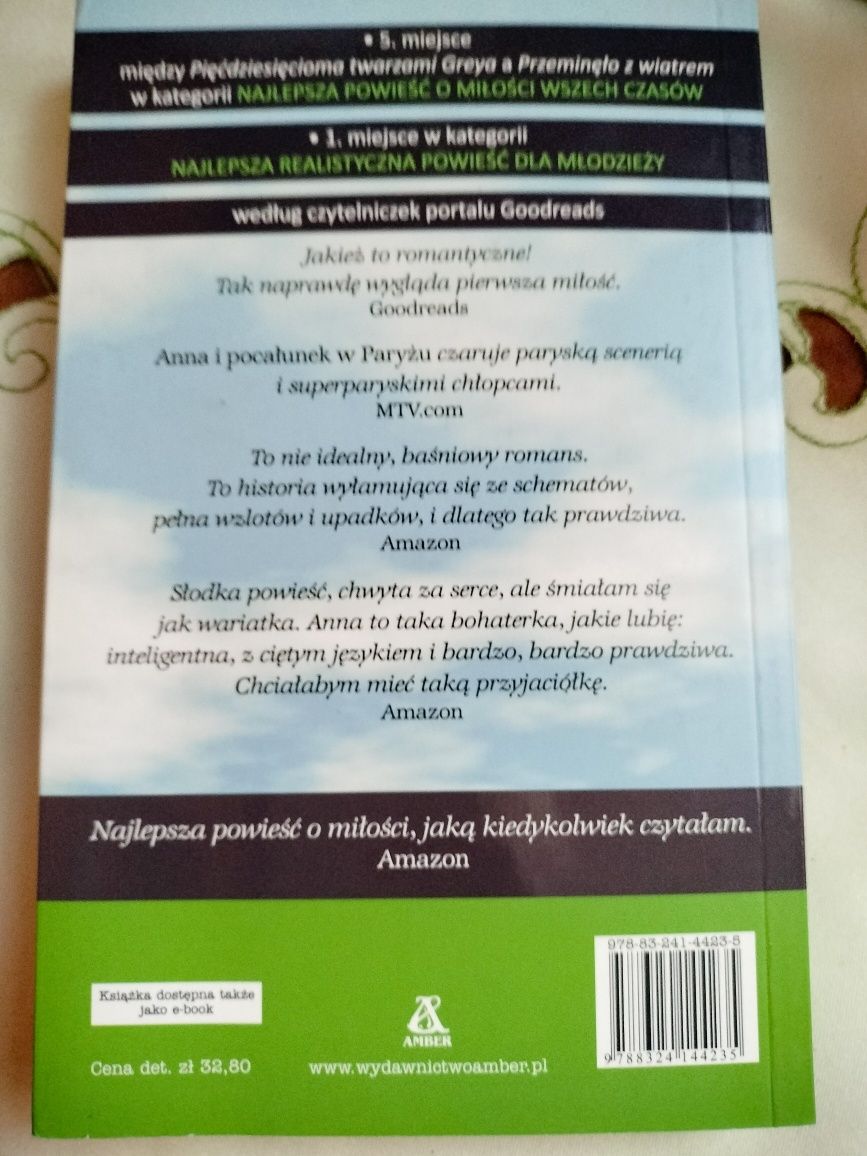 • 5. miejsce
między Pięćdziesięcioma twarzami Greya a Przeminęło z wiatrem
w kategorii NAJLEPSZA POWIEŚĆ O MIŁOŚCI WSZECH CZASÓW
• 1. miejsce w kategorii
NAJLEPSZA REALISTYCZNA POWIEŚĆ DLA MŁODZIEŻY
według czytelniczek portalu Goodreads
Jakież to romantyczne!
Tak naprawdę wygląda pierwsza miłość.
Goodreads
Anna i pocałunek w Paryżu czaruje paryską scenerią
i superparyskimi chłopcami.
MTV.com
To nie idealny, baśniowy romans.
To historia wyłamująca się ze schematów,
pełna wzlotów i upadków, i dlatego tak prawdziwa.
Amazon
Słodka powieść, chwyta za serce, ale śmiałam się
jak wariatka. Anna to taka bohaterka, jakie lubię:
inteligentna, z ciętym językiem i bardzo, bardzo prawdziwa.
Chciałabym mieć taką przyjaciółkę.
Amazon
Najlepsza powieść o miłości, jaką kiedykolwiek czytałam.
Amazon
978-83-241-4423-5
Książka dostępna także
jako e-book
AMBER
9 788324 144235
Cena det. zł 32,80
www.wydawnictwoamber.pl